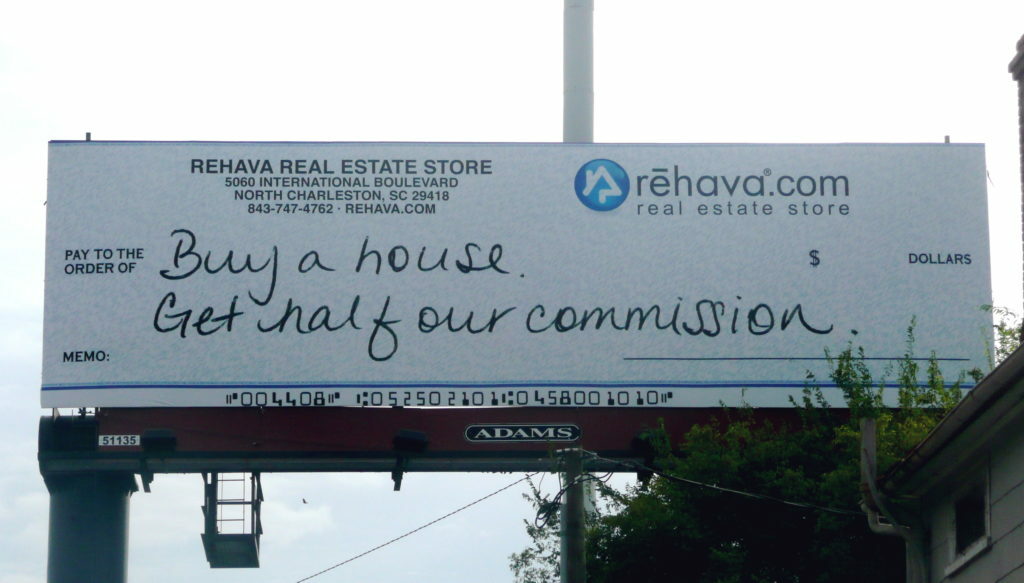 REHAVA REAL ESTATE STORE
5060 INTERNATIONAL BOULEVARD
NORTH CHARLESTON, SC 29418
843-747-4762 · REHAVA.COM
rēhava®.com
real estate store
PAY TO THE
ORDER OF
Buy a house.
$
DOLLARS
Get half our commission.
MEMO:
⑈004408⑈ ⑆052502101⑆0458001010⑈
51135
ADAMS